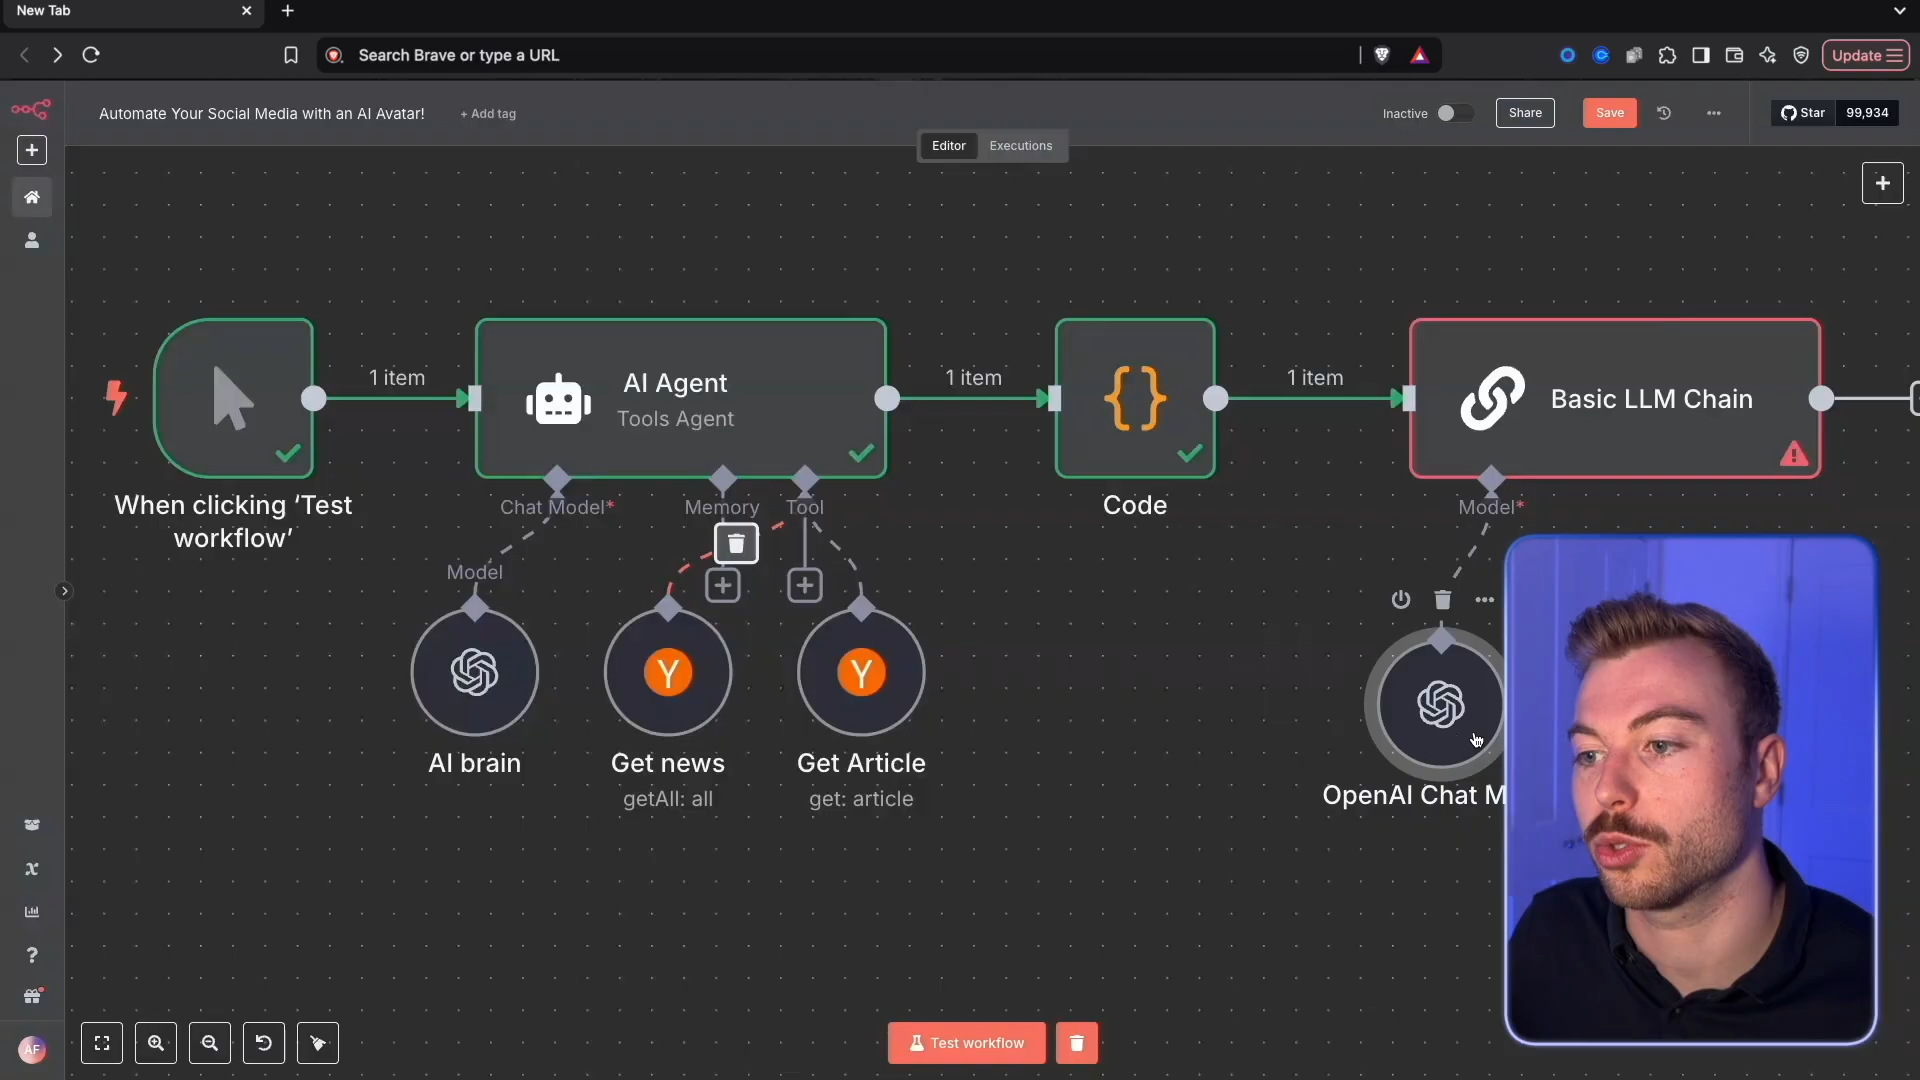 New Tab
Search Brave or type a URL
Update
Automate Your Social Media with an AI Avatar!
+ Add tag
Inactive
Share
Save
Star
99,934
Editor
Executions
1 item
1 item
1 item
AI Agent
Tools Agent
Basic LLM Chain
When clicking ‘Test
workflow’
Chat Model*
Memory
Tool
Code
Model*
Model
AI brain
Get news
getAll: all
Get Article
get: article
OpenAI Chat M
AF
Test workflow